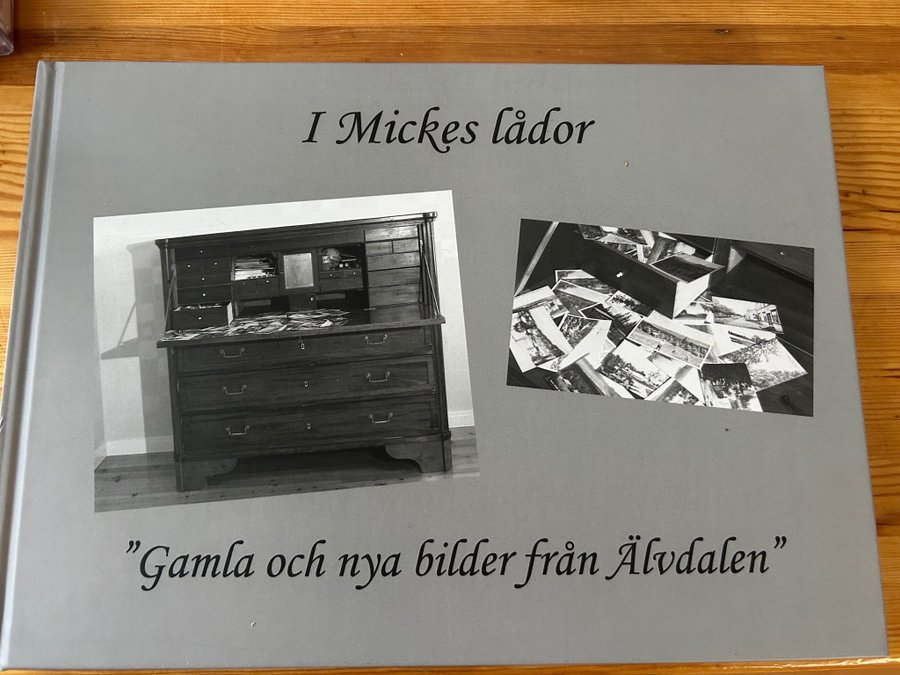 I Mickes lådor
"Gamla och nya bilder från Älvdalen"